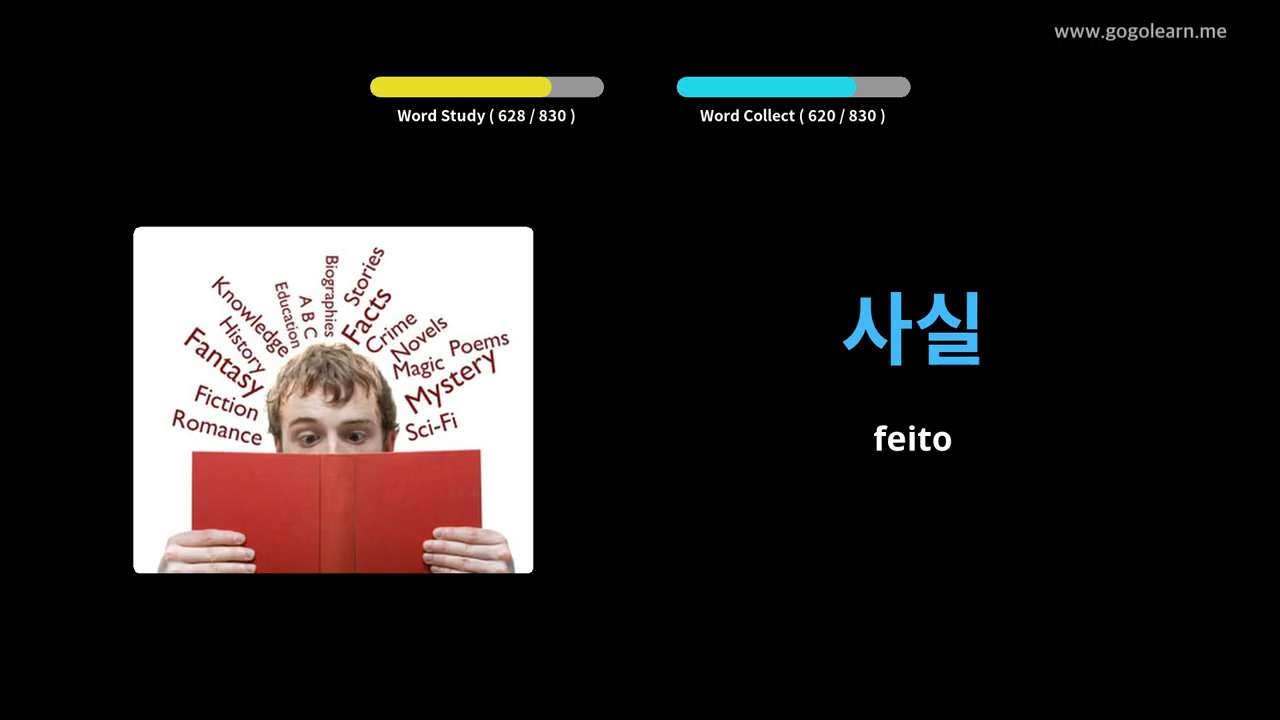 www.gogolearn.me
Word Study ( 628 / 830 )
Word Collect ( 620 / 830 )
Biographies
Stories
Facts
A B C
Education
Knowledge
History
Fantasy
Fiction
Romance
Crime
Novels
Poems
Magic
Mystery
Sci-Fi
사실
feito